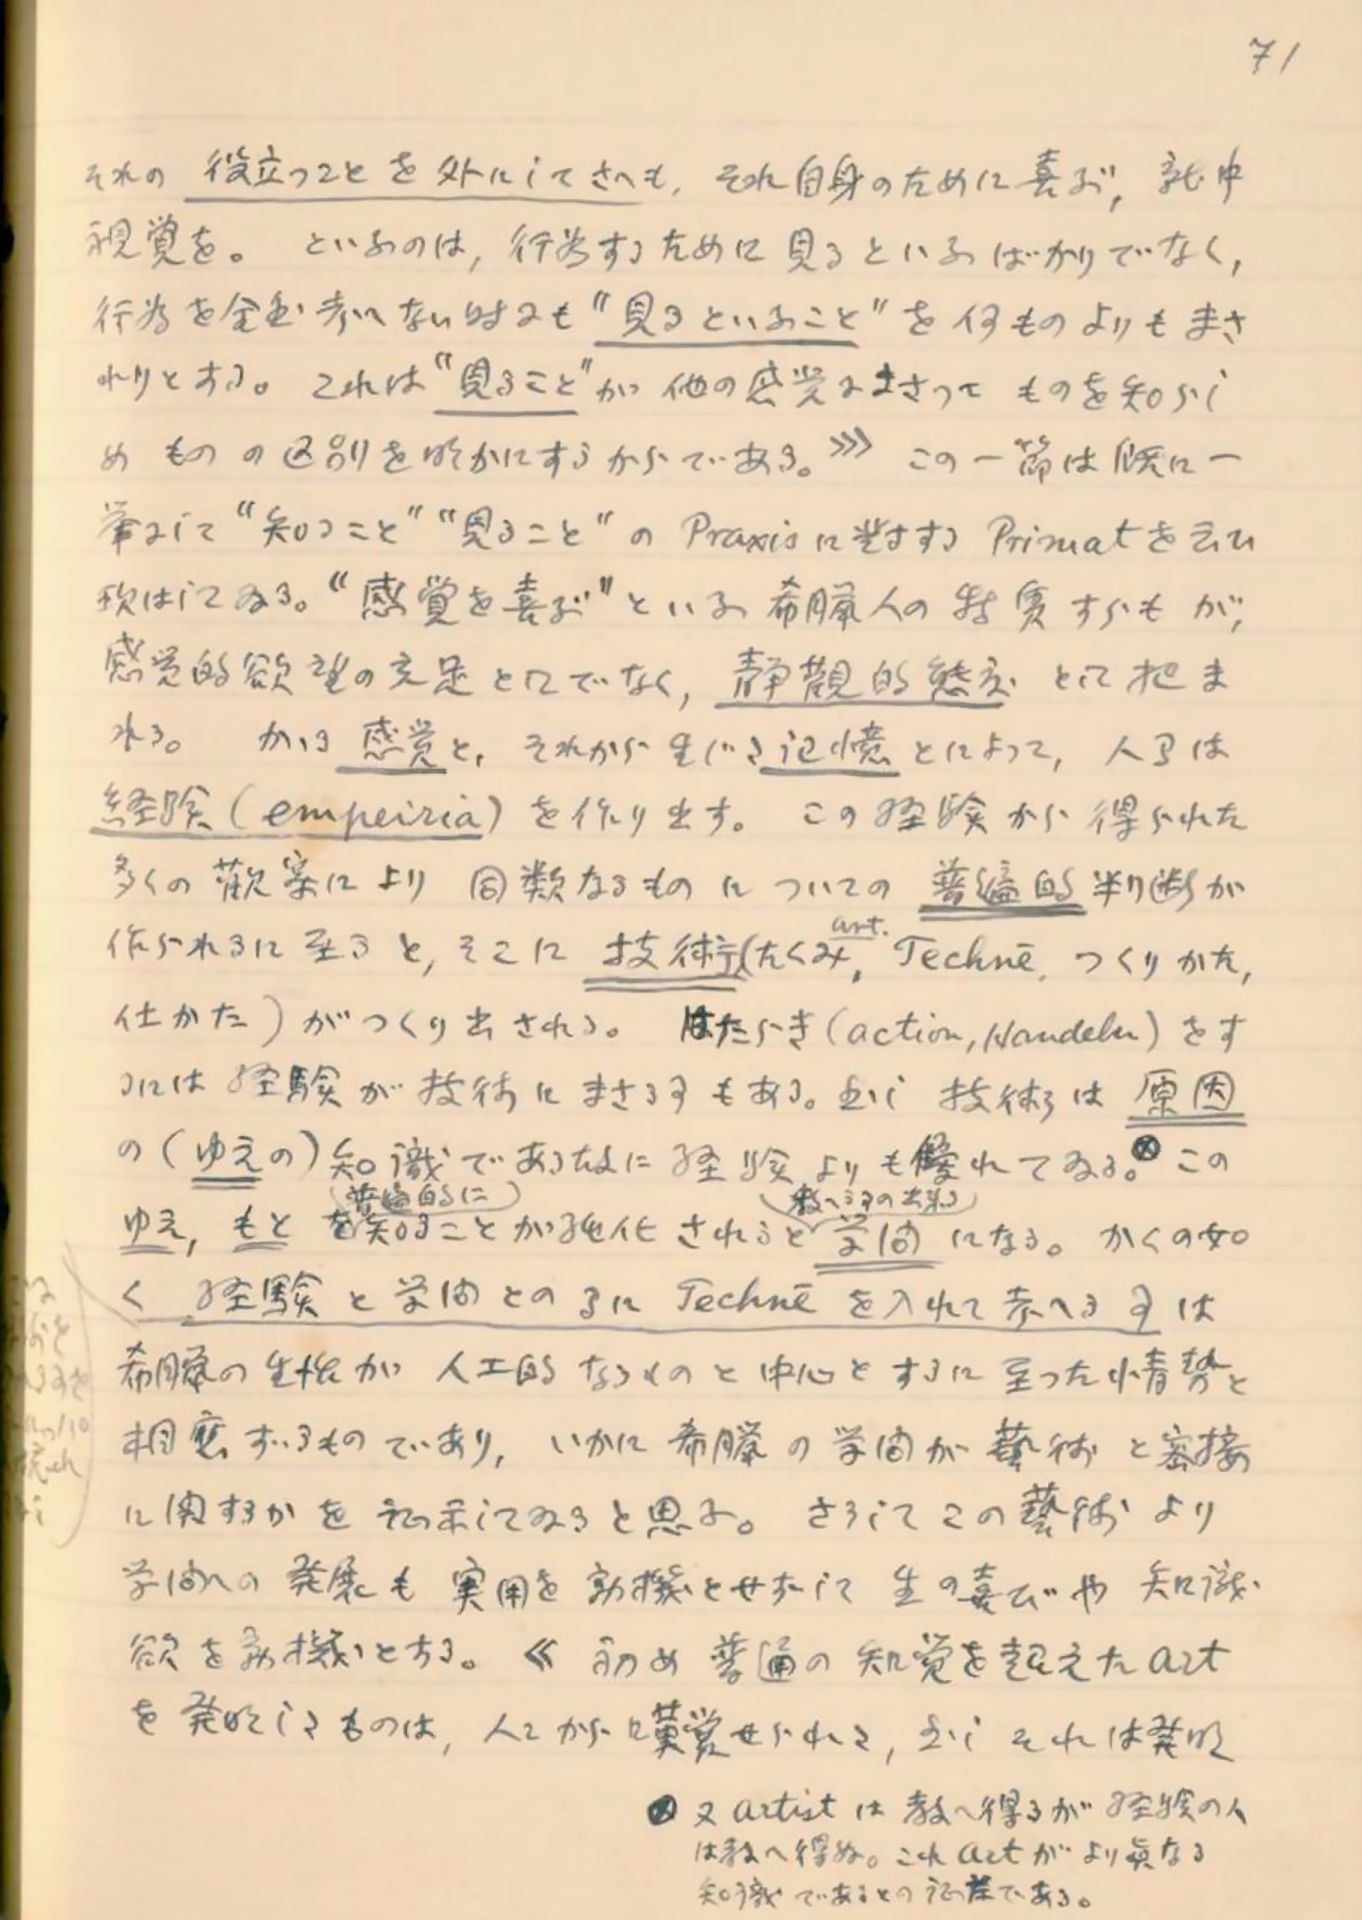 71
それの 役立つことを外にしてさへも、それ自身のために喜ぶ, 就中
視覚を。 といふのは, 行為するために見るといふばかりでなく,
行為を全然考へない時でも“見るといふこと”を何ものよりもまさ
れりとする。 これは“見ること”が他の感覚にまさって ものを知らし
め ものの区別を明かにするからである。⋙ この一節は既に一
挙にして“知ること”“見ること”の Praxisに対する Primatを云ひ
現はしてゐる。“感覚を喜ぶ”といふ希臘人の特質すらもが,
感覚的欲望の充足としてでなく, 静観的態度として把ま
れる。 かゝる感覚と, それから生じた記憶とによって, 人間は
経験(empeiria)を作り出す。 この経験から得られた
多くの観察により 同類なるものについての 普遍的判断が
作られるに至ると, そこに 技術(たくみ, art. Technē, つくりかた,
仕かた)がつくり出される。 はたらき(action, Handeln)をす
るには経験が技術にまさる事もある。然し 技術は 原因
の(ゆえの)知識である故に経験よりも優れてゐる。⊗ この
ゆえ, もとを(普遍的に)知ることが純化されると(教へる事の出来る)学問になる。かくの如
く 経験と学問との間に Technē を入れて考へる事は
希臘の生活が 人工的なるものを中心とするに至った情勢と
相應ずるものであり, いかに希臘の学問が藝術と密接
に関するかを示してゐると思ふ。 さうしてこの藝術より
学問への発展も実用を動機とせずして 生の喜びや 知識
欲を動機とする。 ≪ 初め普通の知覚を超えたart
を発明したものは, 人々から驚嘆せられた, 然し それは発明
⊗ 又 artist は教へ得るが経験の人
は教へ得ぬ。これ artがより真なる
知識であるとの証差である。